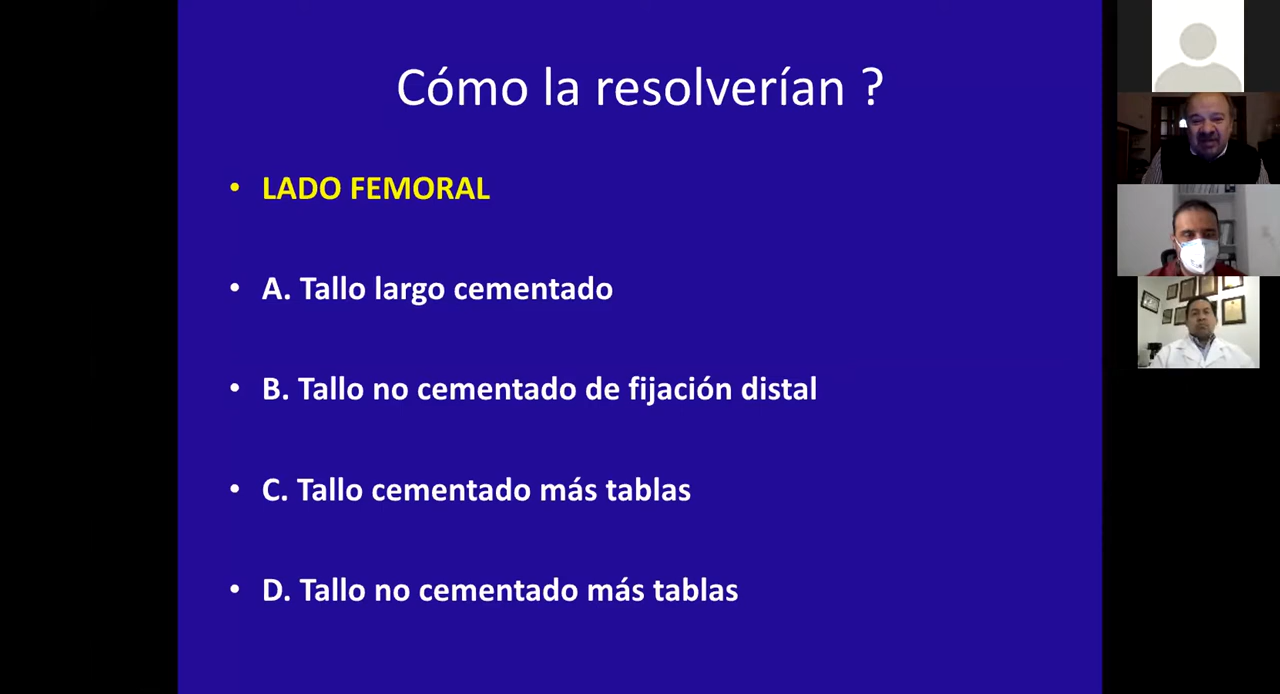 Cómo la resolverían ?
• LADO FEMORAL
• A. Tallo largo cementado
• B. Tallo no cementado de fijación distal
• C. Tallo cementado más tablas
• D. Tallo no cementado más tablas